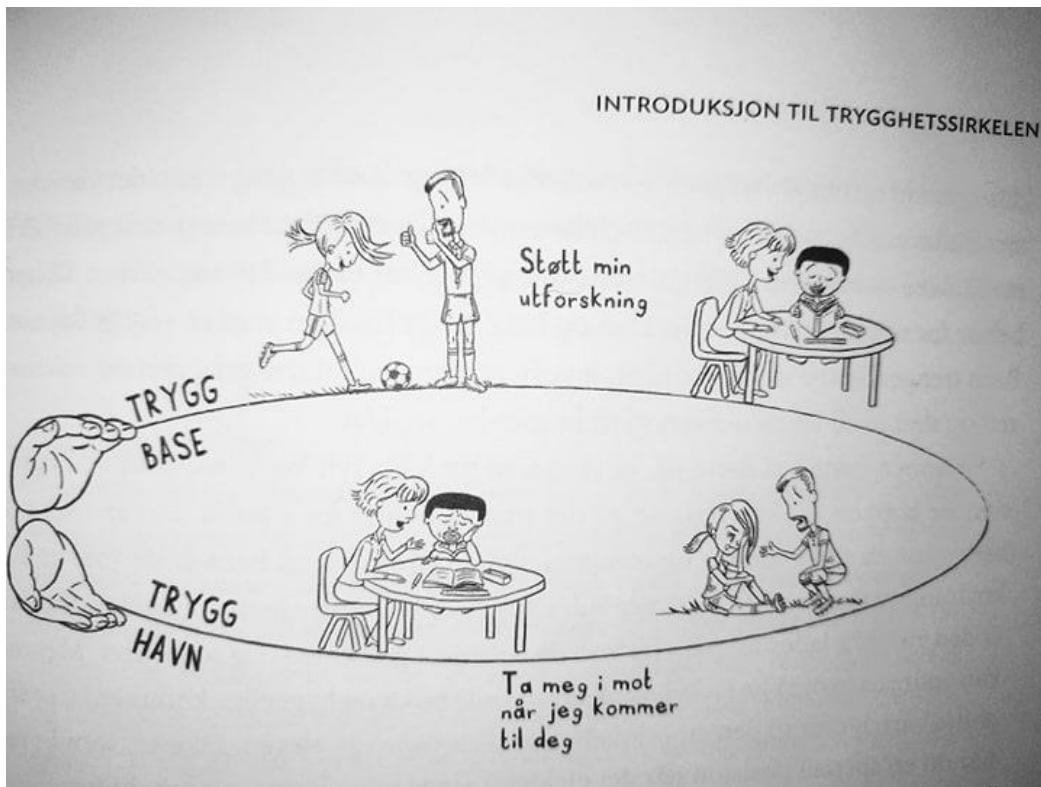 INTRODUKSJON TIL TRYGGHETSSIRKELEN
Støtt min
utforskning
TRYGG
BASE
TRYGG
HAVN
Ta meg i mot
når jeg kommer
til deg